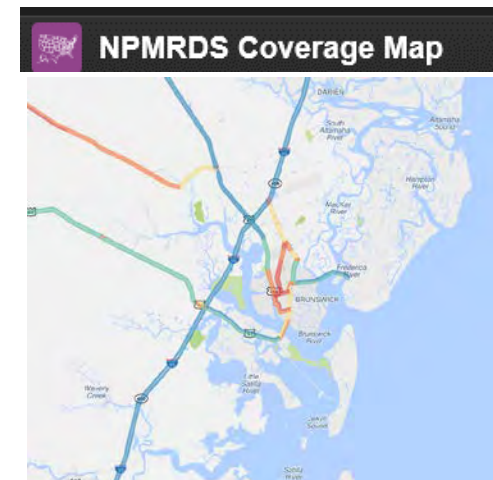 NPMRDS Coverage Map
DARIEN
South
Altamaha
River
Altamaha
Sound
Hampton
River
MacKay
River
Frederica
River
BRUNSWICK
Brunswick
River
Little
Satilla
River
Waverly
Creek
Jekyll
Sound
Satilla
River